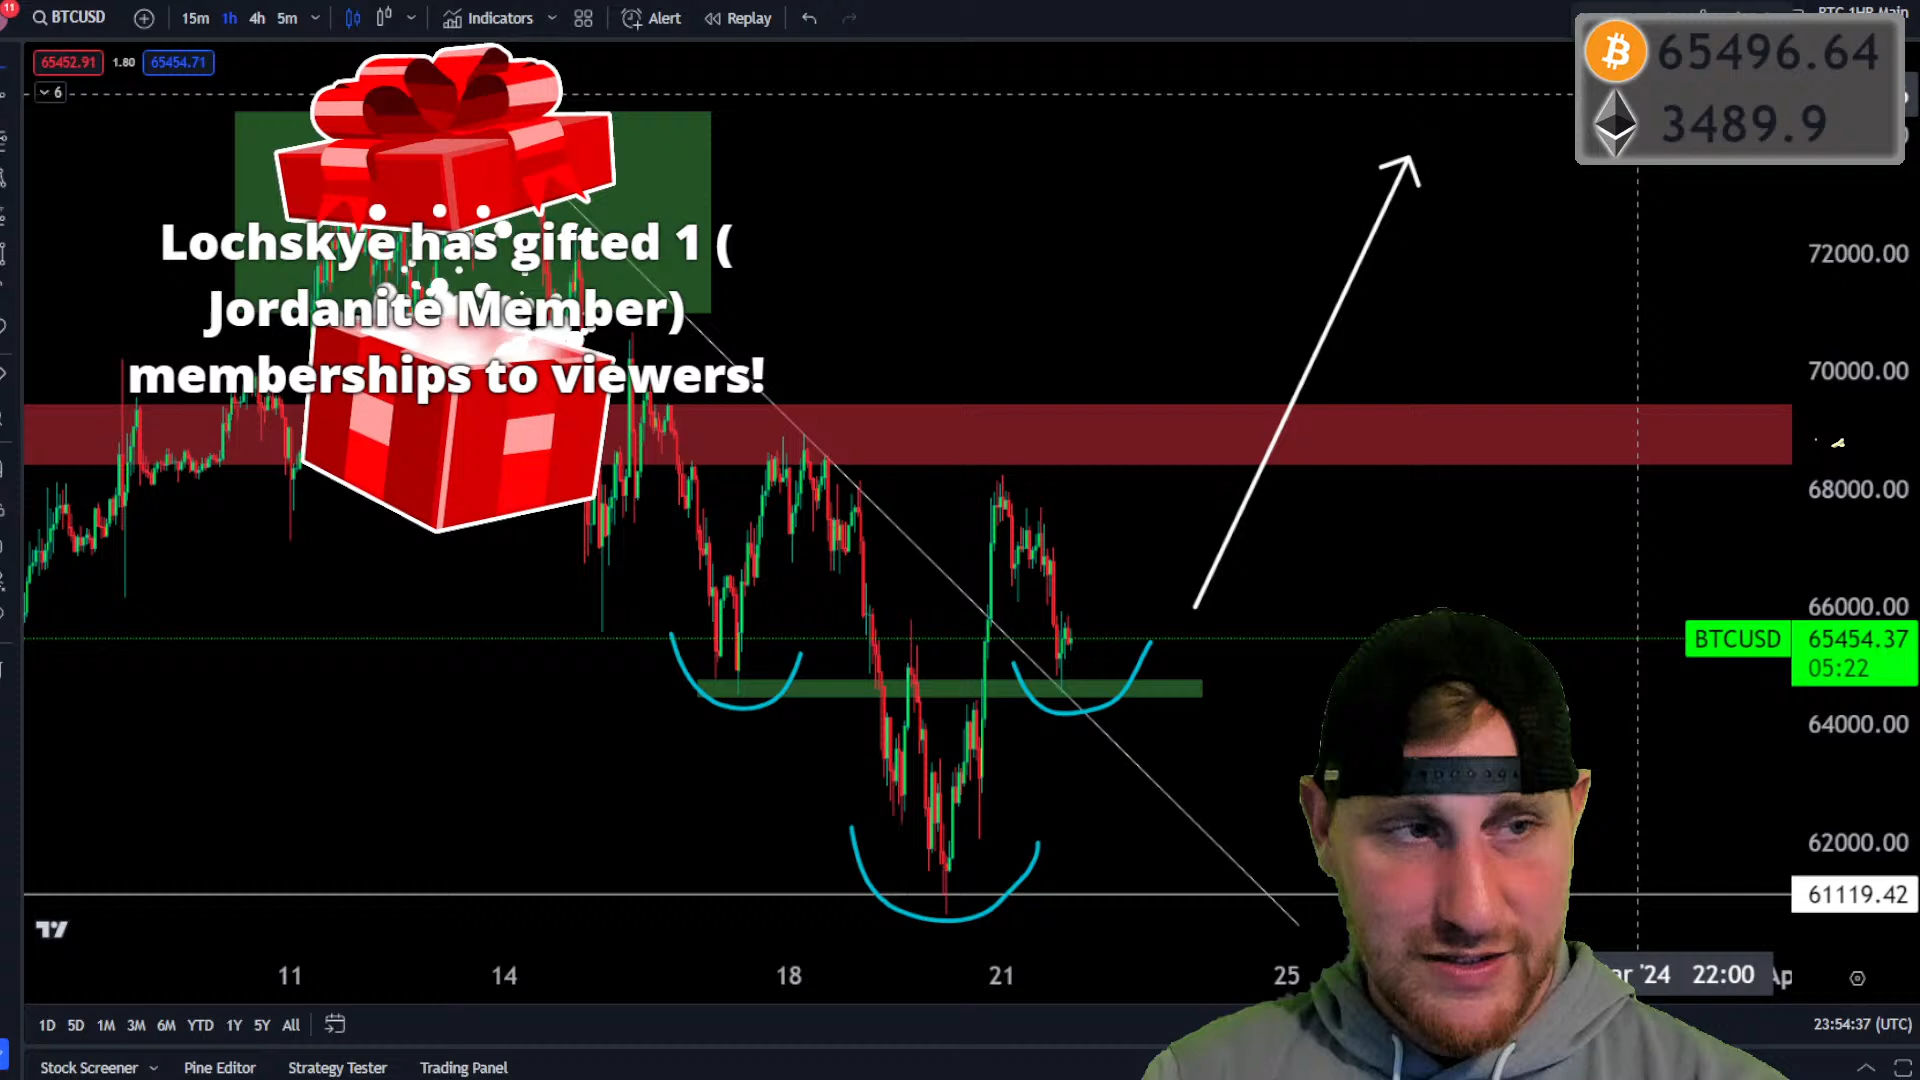 11
BTCUSD
15m 1h 4h 5m
Indicators
Alert
Replay
65452.91 1.80 65454.71
6
65496.64
3489.9
Lochskye has gifted 1 (
Jordanite Member)
memberships to viewers!
72000.00
70000.00
68000.00
66000.00
BTCUSD 65454.37
05:22
64000.00
62000.00
61119.42
11 14 18 21 25 '24 22:00
1D 5D 1M 3M 6M YTD 1Y 5Y All
23:54:37 (UTC)
Stock Screener Pine Editor Strategy Tester Trading Panel